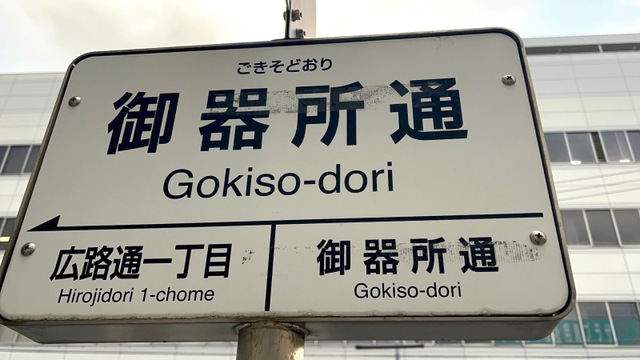 ごきそどおり
御器所通
Gokiso-dori
広路通一丁目
Hirojidori 1-chome
御器所通
Gokiso-dori